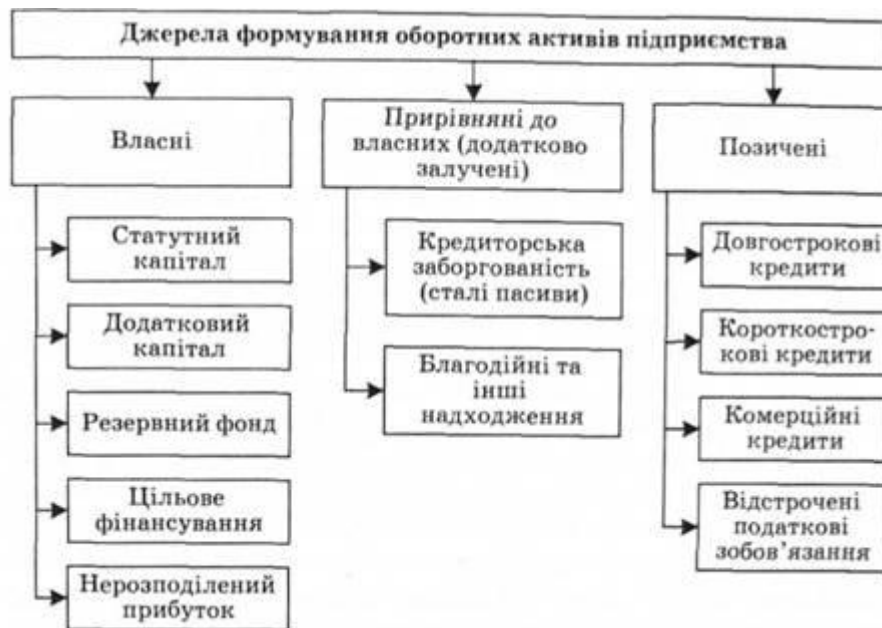 Джерела формування оборотних активів підприємства
Власні
Статутний
капітал
Додатковий
капітал
Резервний фонд
Цільове
фінансування
Нерозподілений
прибуток
Прирівняні до
власних (додатково
залучені)
Кредиторська
заборгованість
(сталі пасиви)
Благодійні та
інші
надходження
Позичені
Довгострокові
кредити
Короткостро-
кові кредити
Комерційні
кредити
Відстрочені
податкові
зобов’язання